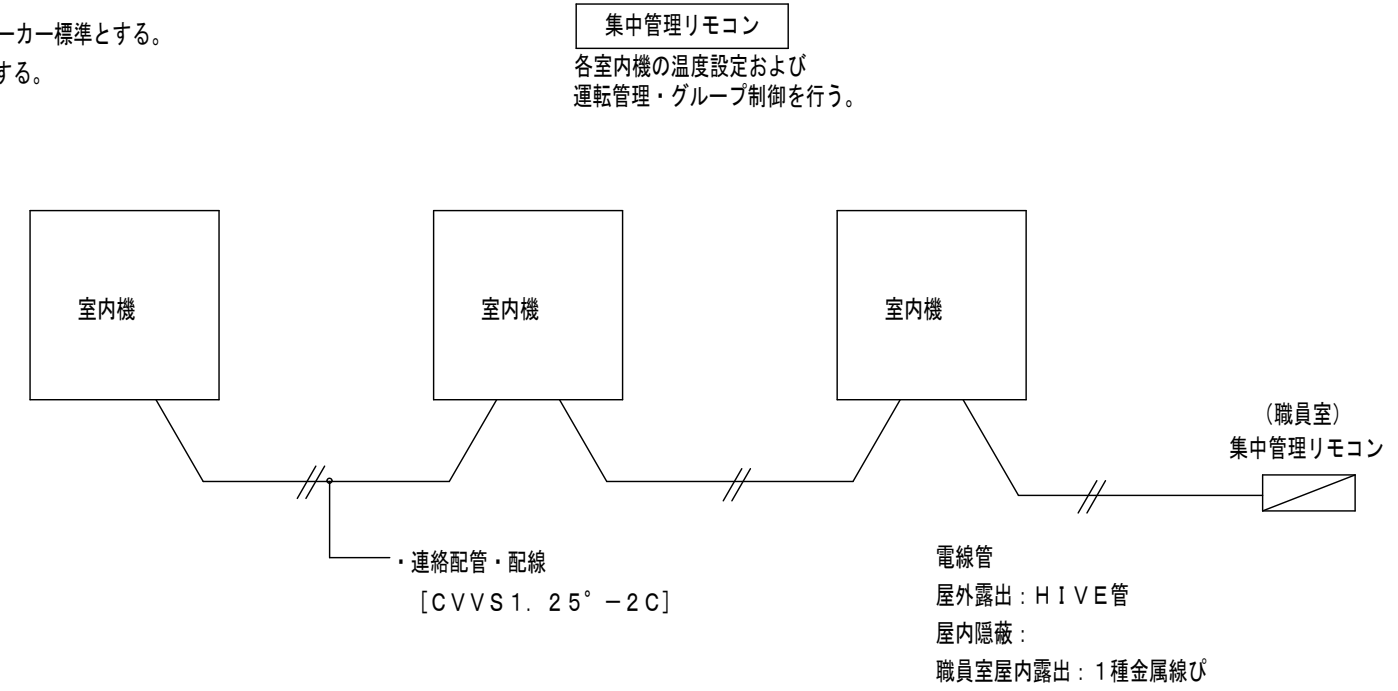 ーカー標準とする。
する。
集中管理リモコン
各室内機の温度設定および
運転管理・グループ制御を行う。
室内機
室内機
室内機
（職員室）
集中管理リモコン
・連絡配管・配線
［ＣＶＶＳ１．２５°－２Ｃ］
電線管
屋外露出：ＨＩＶＥ管
屋内隠蔽：
職員室屋内露出：１種金属線ぴ